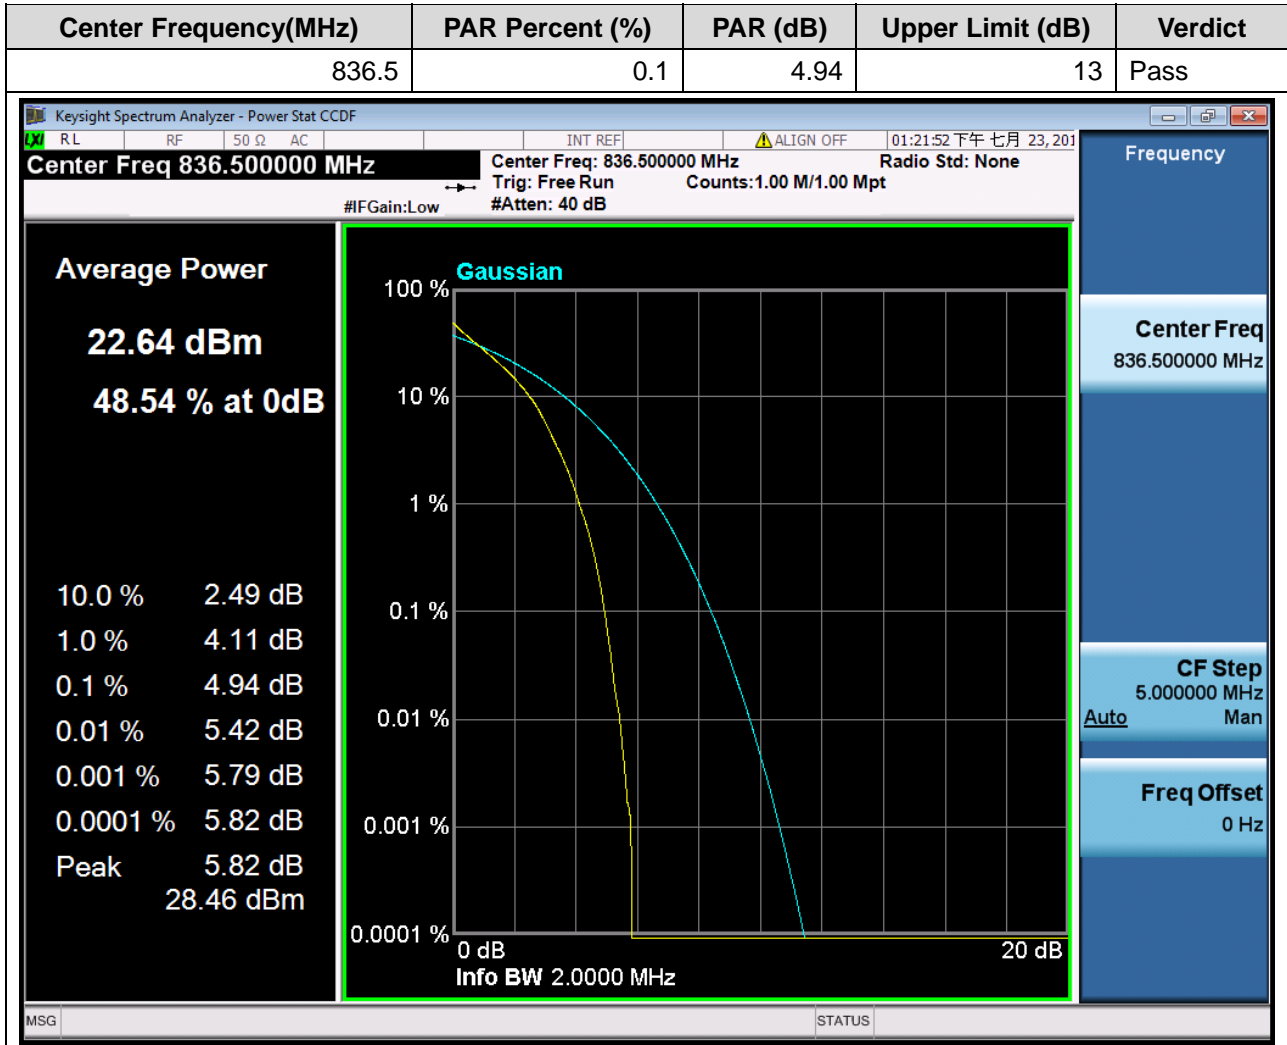 Center Frequency(MHz) PAR Percent (%) PAR (dB) Upper Limit (dB) Verdict
836.5 0.1 4.94 13 Pass
Keysight Spectrum Analyzer - Power Stat CCDF
LXI RL RF 50 Ω AC INT REF ALIGN OFF 01:21:52 下午 七月 23, 201
Center Freq 836.500000 MHz
Center Freq: 836.500000 MHz Radio Std: None
Trig: Free Run Counts:1.00 M/1.00 Mpt
#IFGain:Low #Atten: 40 dB
Frequency
Average Power
22.64 dBm
48.54 % at 0dB
10.0 % 2.49 dB
1.0 % 4.11 dB
0.1 % 4.94 dB
0.01 % 5.42 dB
0.001 % 5.79 dB
0.0001 % 5.82 dB
Peak 5.82 dB
28.46 dBm
Gaussian
100 %
10 %
1 %
0.1 %
0.01 %
0.001 %
0.0001 %
0 dB 20 dB
Info BW 2.0000 MHz
Center Freq
836.500000 MHz
CF Step
5.000000 MHz
Auto Man
Freq Offset
0 Hz
MSG STATUS